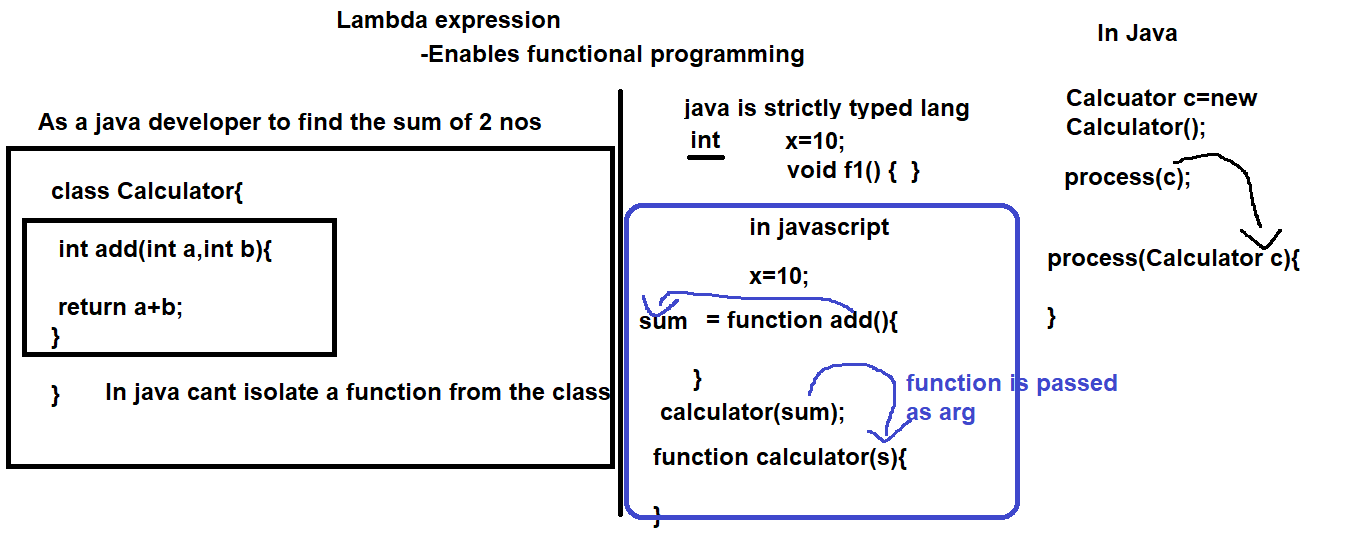 Lambda expression
-Enables functional programming
As a java developer to find the sum of 2 nos
class Calculator{
int add(int a,int b){
return a+b;
}
}
In java cant isolate a function from the class
java is strictly typed lang
int x=10;
void f1() { }
in javascript
x=10;
sum = function add(){
}
calculator(sum);
function calculator(s){
}
function is passed
as arg
In Java
Calcuator c=new
Calculator();
process(c);
process(Calculator c){
}